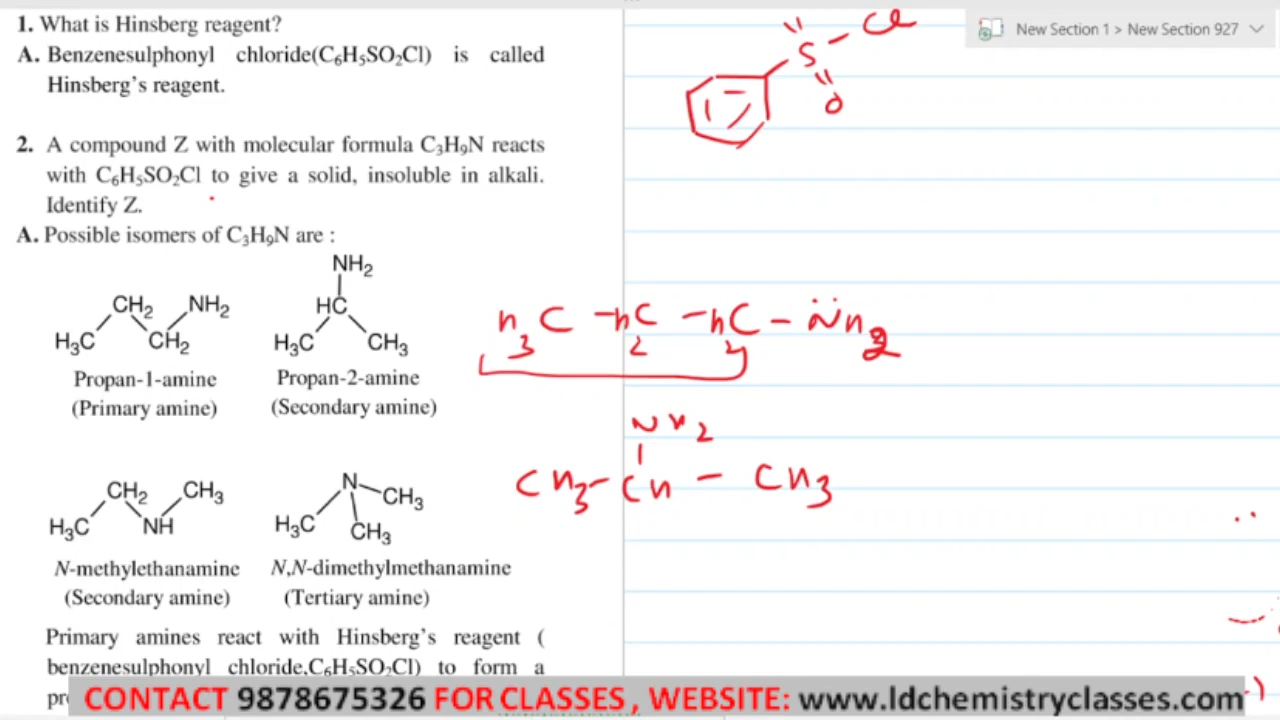 1. What is Hinsberg reagent?
A. Benzenesulphonyl chloride(C₆H₅SO₂Cl) is called
Hinsberg's reagent.
2. A compound Z with molecular formula C₃H₉N reacts
with C₆H₅SO₂Cl to give a solid, insoluble in alkali.
Identify Z.
A. Possible isomers of C₃H₉N are :
NH₂
CH₂ NH₂ HC
H₃C CH₂ H₃C CH₃
Propan-1-amine Propan-2-amine
(Primary amine) (Secondary amine)
CH₂ CH₃ N CH₃
H₃C NH H₃C CH₃
N-methylethanamine N,N-dimethylmethanamine
(Secondary amine) (Tertiary amine)
Primary amines react with Hinsberg's reagent (
benzenesulphonyl chloride,C₆H₅SO₂Cl) to form a
New Section 1 > New Section 927
Cl
S
O
H₃C - H₂C - H₂C - N̈H₂
NH₂
CH₃ - CH - CH₃
CONTACT 9878675326 FOR CLASSES , WEBSITE: www.ldchemistryclasses.com